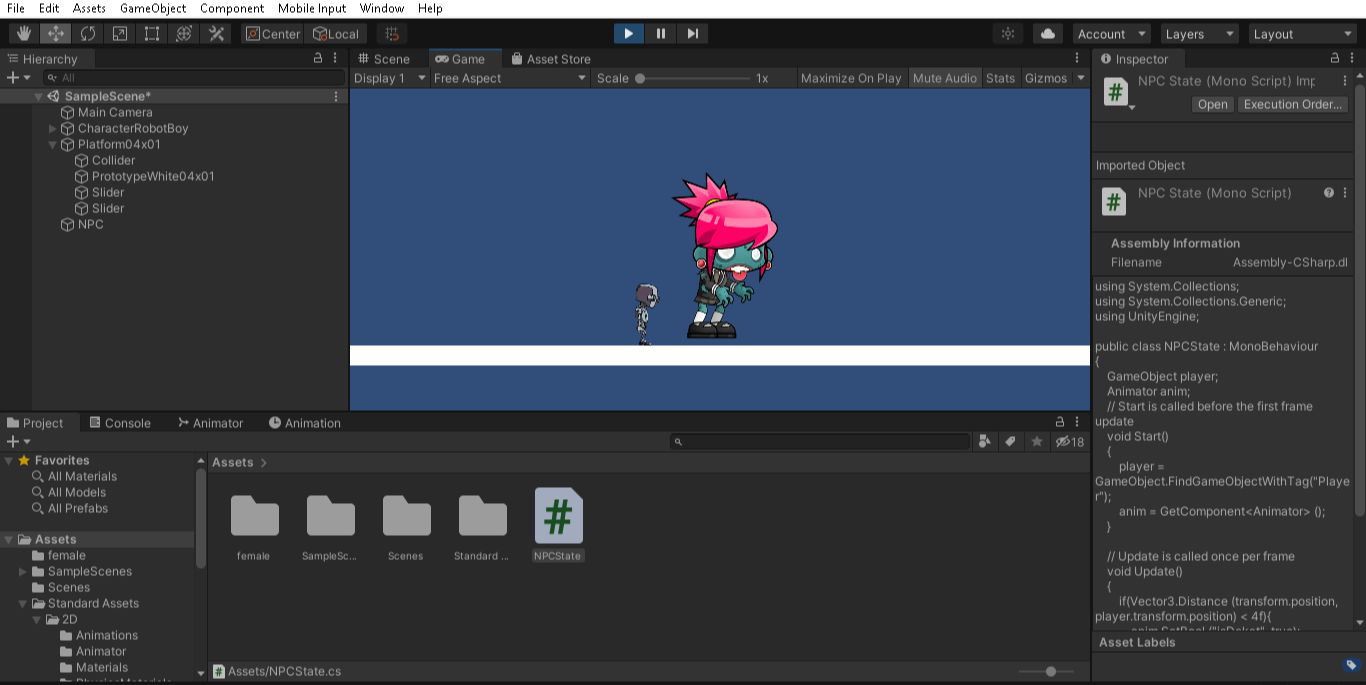 File Edit Assets GameObject Component Mobile Input Window Help
Center Local Account Layers Layout
Hierarchy
All
SampleScene*
Main Camera
CharacterRobotBoy
Platform04x01
Collider
PrototypeWhite04x01
Slider
Slider
NPC
Scene Game Asset Store
Display 1 Free Aspect Scale 1x Maximize On Play Mute Audio Stats Gizmos
Inspector
NPC State (Mono Script) Imp
Open Execution Order...
Imported Object
NPC State (Mono Script)
Assembly Information
Filename Assembly-CSharp.dl
using System.Collections;
using System.Collections.Generic;
using UnityEngine;
public class NPCState : MonoBehaviour
{
GameObject player;
Animator anim;
// Start is called before the first frame
update
void Start()
{
player =
GameObject.FindGameObjectWithTag("Playe
r");
anim = GetComponent<Animator> ();
}
// Update is called once per frame
void Update()
{
if(Vector3.Distance (transform.position,
player.transform.position) < 4f){
anim.SetBool ("isDekat", true);
Asset Labels
Project Console Animator Animation
18
Favorites
All Materials
All Models
All Prefabs
Assets
female
SampleScenes
Scenes
Standard Assets
2D
Animations
Animator
Materials
PhysicsMaterials
Assets >
female SampleSc... Scenes Standard ... NPCState
Assets/NPCState.cs